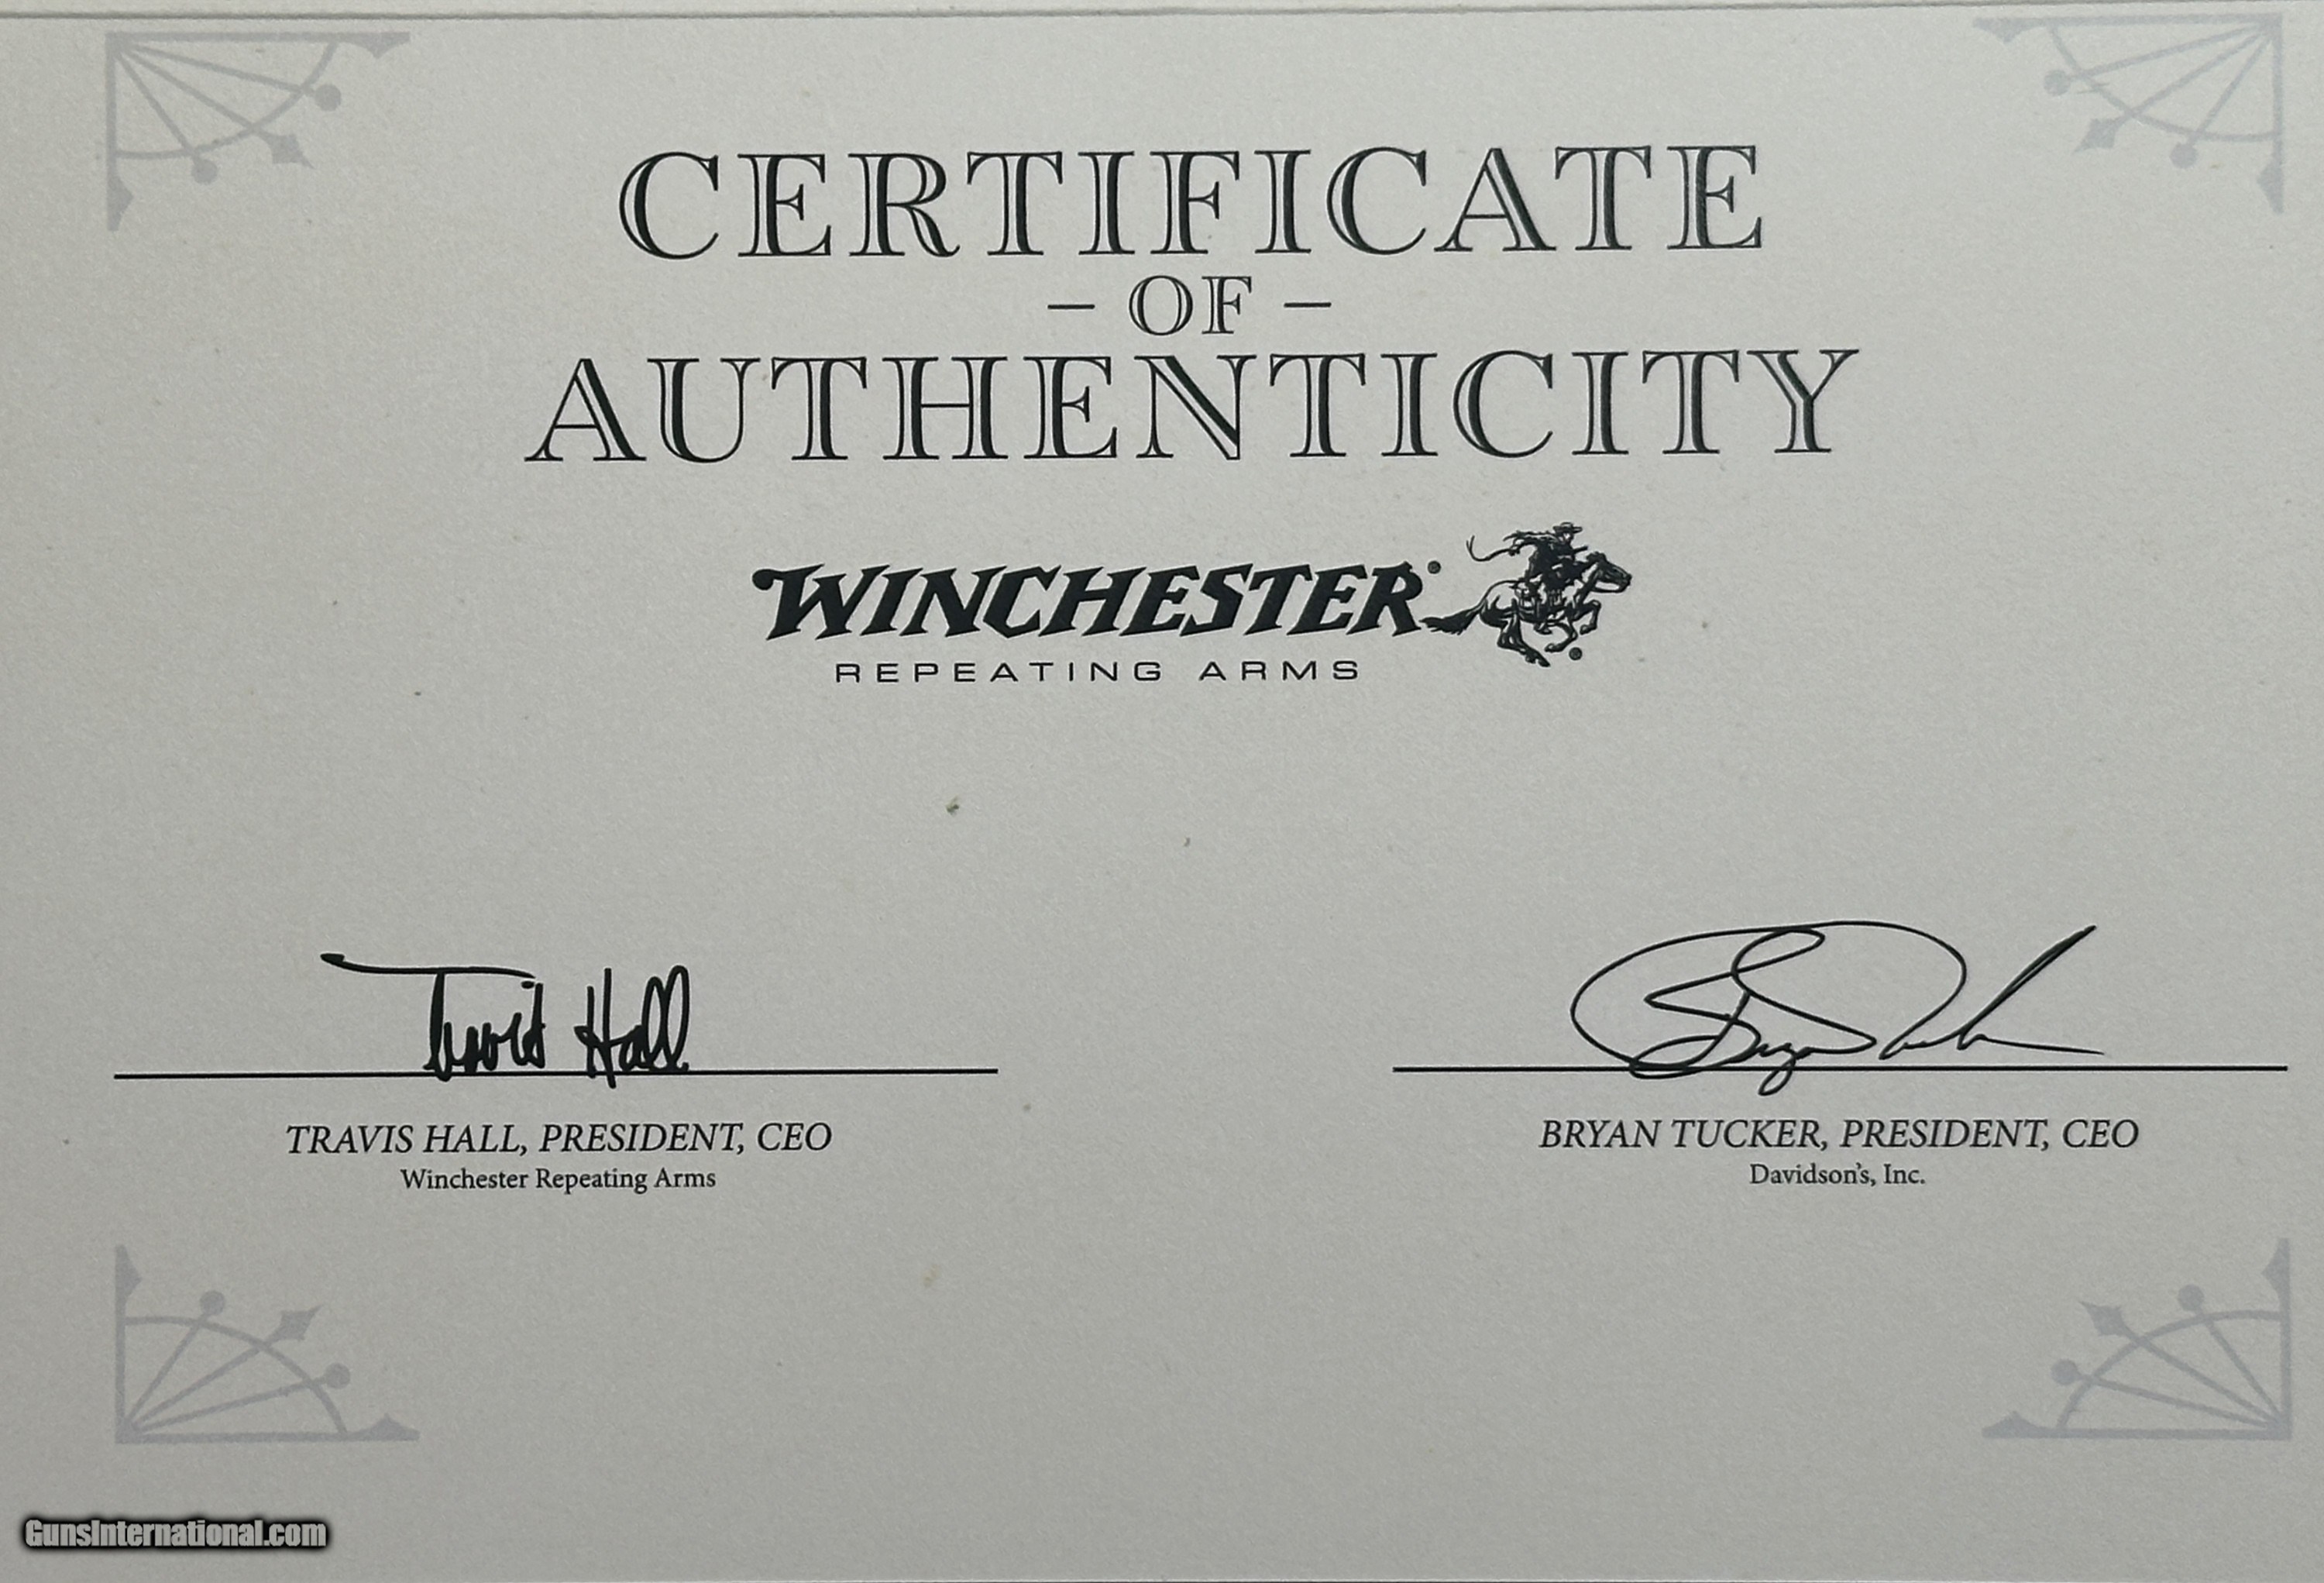 CERTIFICATE
– OF –
AUTHENTICITY
WINCHESTER®
REPEATING ARMS
Travis Hall
TRAVIS HALL, PRESIDENT, CEO
Winchester Repeating Arms
BRYAN TUCKER, PRESIDENT, CEO
Davidson's, Inc.
GunsInternational.com